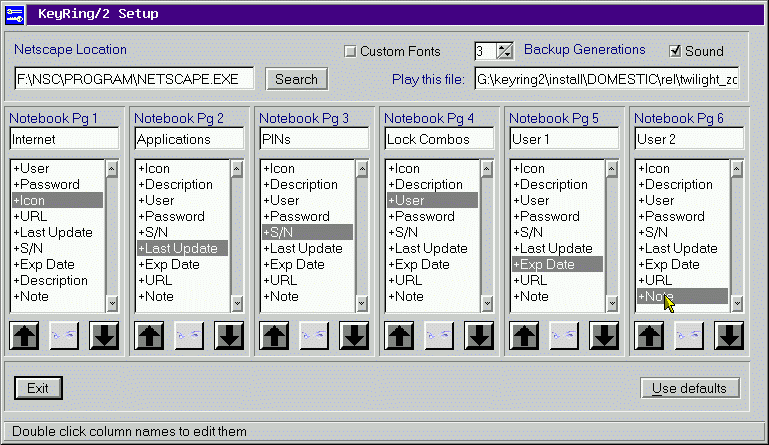 KeyRing/2 Setup
Netscape Location
Custom Fonts
3
Backup Generations
Sound
F:\NSC\PROGRAM\NETSCAPE.EXE
Search
Play this file:
G:\keyring2\install\DOMESTIC\rel\twilight_zo
Notebook Pg 1
Internet
+User
+Password
+Icon
+URL
+Last Update
+S/N
+Exp Date
+Description
+Note
Notebook Pg 2
Applications
+Icon
+Description
+User
+Password
+S/N
+Last Update
+Exp Date
+URL
+Note
Notebook Pg 3
PINs
+Icon
+Description
+User
+Password
+S/N
+Last Update
+Exp Date
+URL
+Note
Notebook Pg 4
Lock Combos
+Icon
+Description
+User
+Password
+S/N
+Last Update
+Exp Date
+URL
+Note
Notebook Pg 5
User 1
+Icon
+Description
+User
+Password
+S/N
+Last Update
+Exp Date
+URL
+Note
Notebook Pg 6
User 2
+Icon
+Description
+User
+Password
+S/N
+Last Update
+Exp Date
+URL
+Note
Exit
Use defaults
Double click column names to edit them